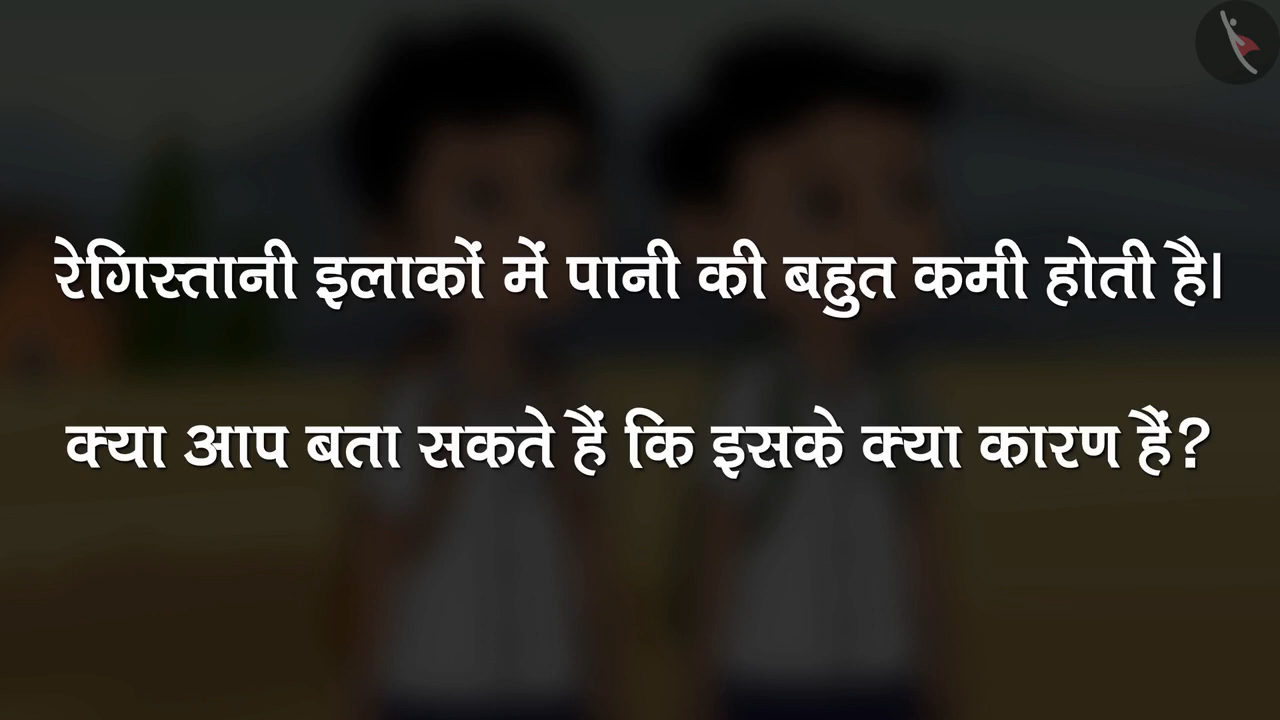 रेगिस्तानी इलाकों में पानी की बहुत कमी होती है।
क्या आप बता सकते हैं कि इसके क्या कारण हैं?